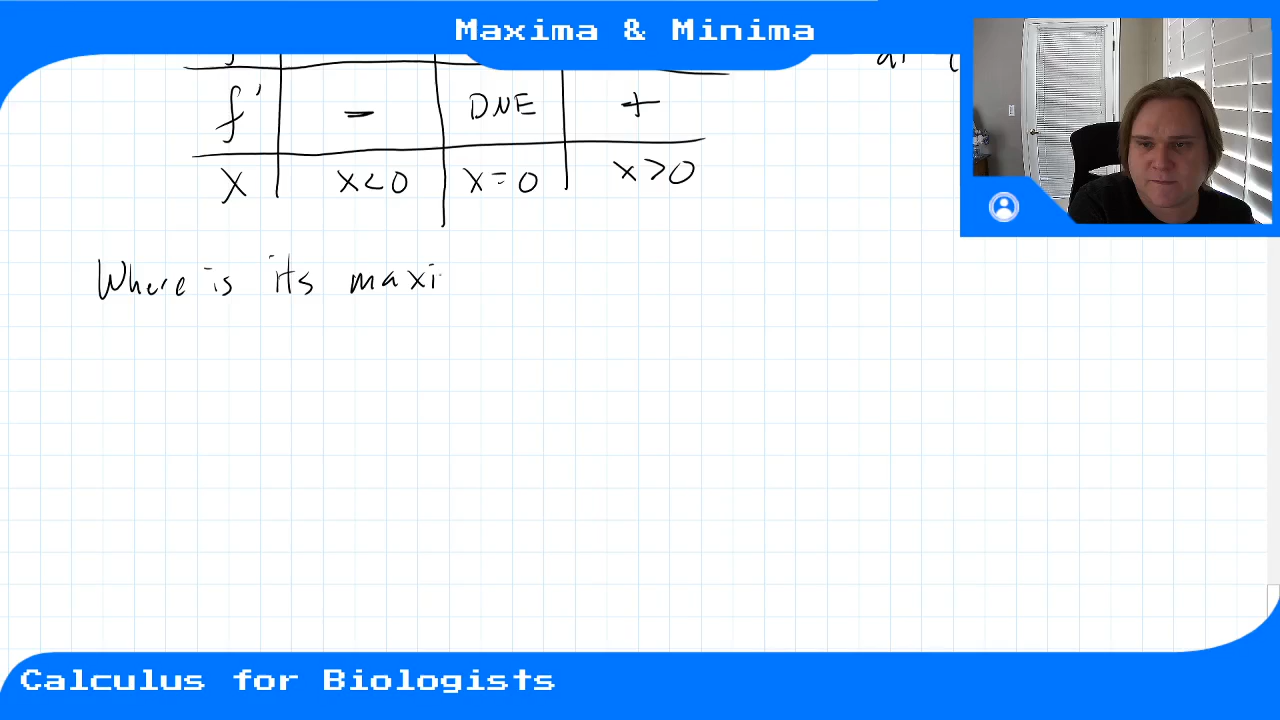 Maxima & Minima
f' - DNE +
x x<0 x=0 x>0
Where is its maxi
Calculus for Biologists